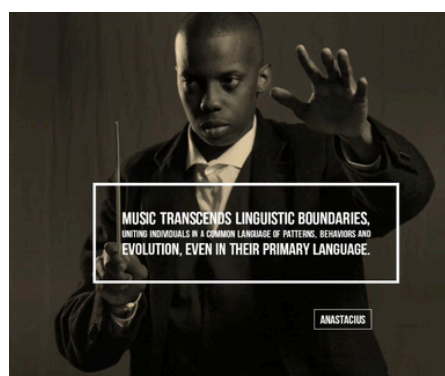 MUSIC TRANSCENDS LINGUISTIC BOUNDARIES,
UNITING INDIVIDUALS IN A COMMON LANGUAGE OF PATTERNS, BEHAVIORS AND
EVOLUTION, EVEN IN THEIR PRIMARY LANGUAGE.
ANASTACIUS